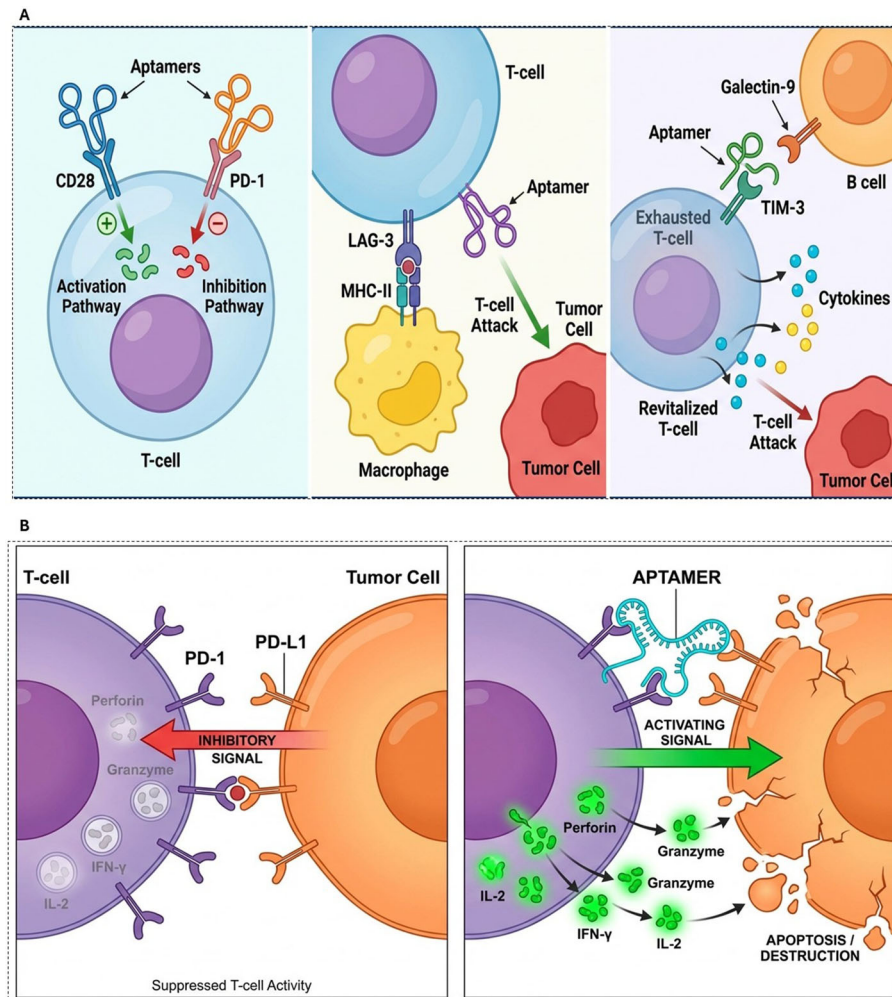 A
Aptamers
CD28
PD-1
Activation
Pathway
Inhibition
Pathway
T-cell
T-cell
Aptamer
LAG-3
MHC-II
T-cell
Attack
Tumor
Cell
Macrophage
Tumor Cell
Galectin-9
Aptamer
B cell
TIM-3
Exhausted
T-cell
Cytokines
Revitalized
T-cell
T-cell
Attack
Tumor Cel
B
T-cell
Tumor Cell
PD-1
PD-L1
Perforin
INHIBITORY
SIGNAL
Granzyme
IFN-γ
IL-2
Suppressed T-cell Activity
APTAMER
ACTIVATING
SIGNAL
Perforin
Granzyme
IL-2
Granzyme
IFN-γ
IL-2
APOPTOSIS /
DESTRUCTION